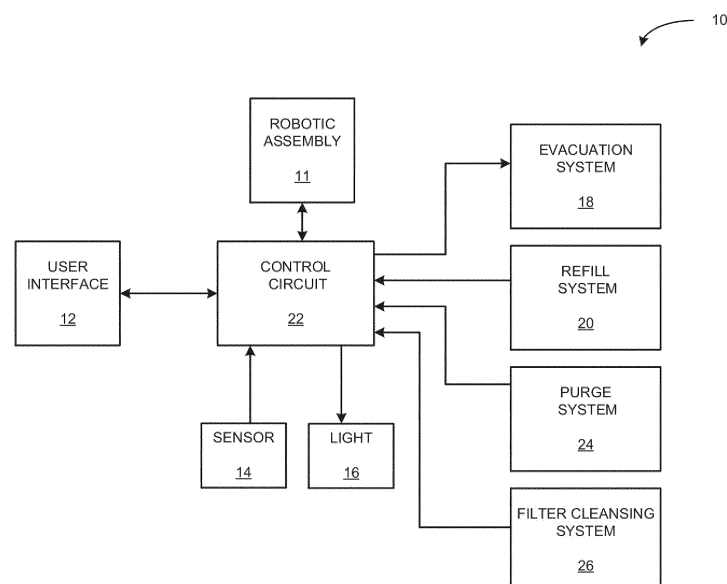 10
ROBOTIC
ASSEMBLY
11
EVACUATION
SYSTEM
18
USER
INTERFACE
12
CONTROL
CIRCUIT
22
REFILL
SYSTEM
20
PURGE
SYSTEM
24
SENSOR
14
LIGHT
16
FILTER CLEANSING
SYSTEM
26